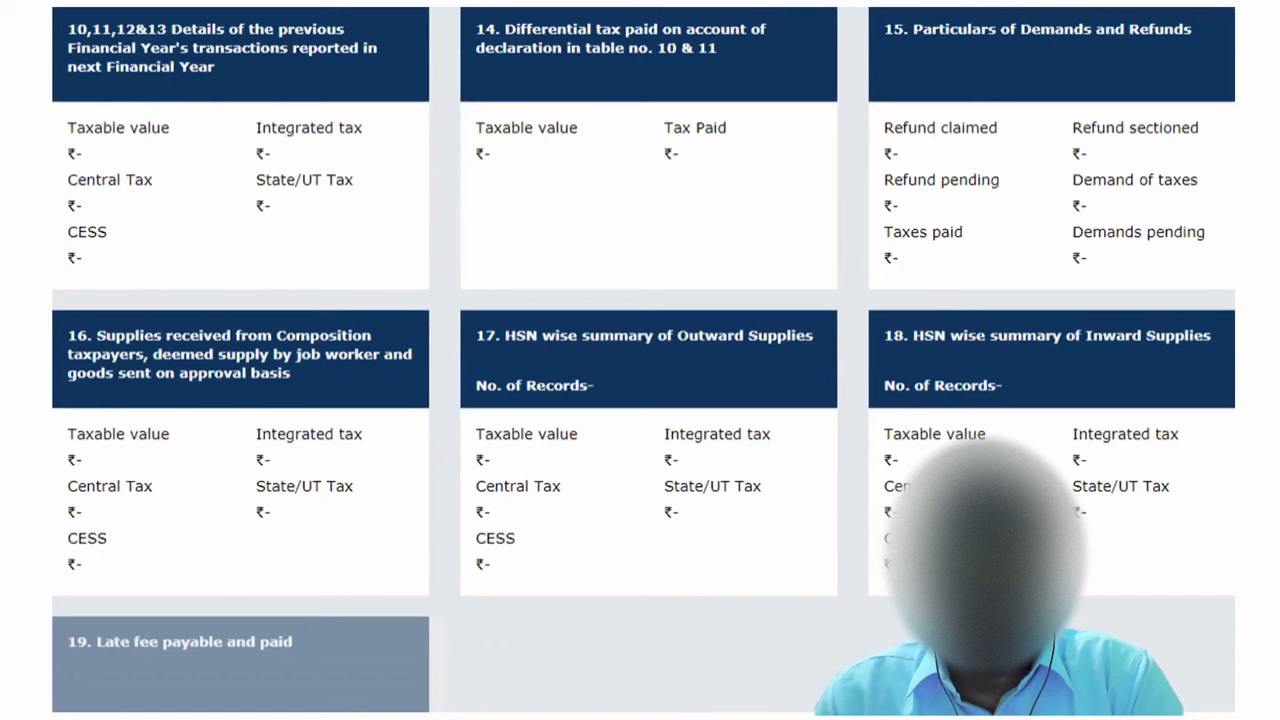 10,11,12&13 Details of the previous
Financial Year's transactions reported in
next Financial Year
Taxable value Integrated tax
₹- ₹-
Central Tax State/UT Tax
₹- ₹-
CESS
₹-
14. Differential tax paid on account of
declaration in table no. 10 & 11
Taxable value Tax Paid
₹- ₹-
15. Particulars of Demands and Refunds
Refund claimed Refund sectioned
₹- ₹-
Refund pending Demand of taxes
₹- ₹-
Taxes paid Demands pending
₹- ₹-
16. Supplies received from Composition
taxpayers, deemed supply by job worker and
goods sent on approval basis
Taxable value Integrated tax
₹- ₹-
Central Tax State/UT Tax
₹- ₹-
CESS
₹-
17. HSN wise summary of Outward Supplies
No. of Records-
Taxable value Integrated tax
₹- ₹-
Central Tax State/UT Tax
₹- ₹-
CESS
₹-
18. HSN wise summary of Inward Supplies
No. of Records-
Taxable value Integrated tax
₹- ₹-
State/UT Tax
₹-
19. Late fee payable and paid